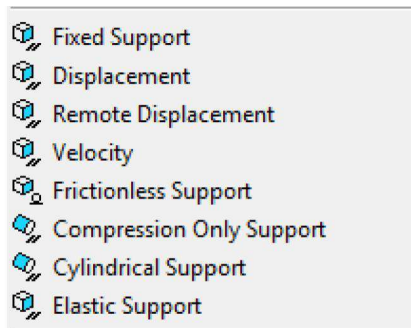 Fixed Support
Displacement
Remote Displacement
Velocity
Frictionless Support
Compression Only Support
Cylindrical Support
Elastic Support